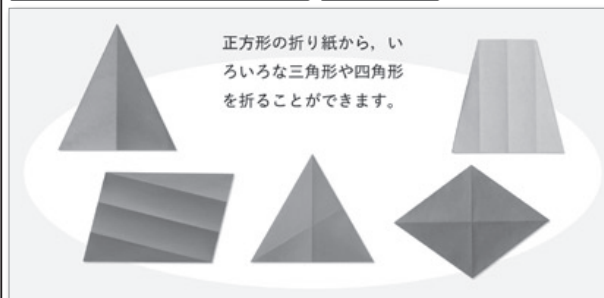 正方形の折り紙から，い
ろいろな三角形や四角形
を折ることができます。